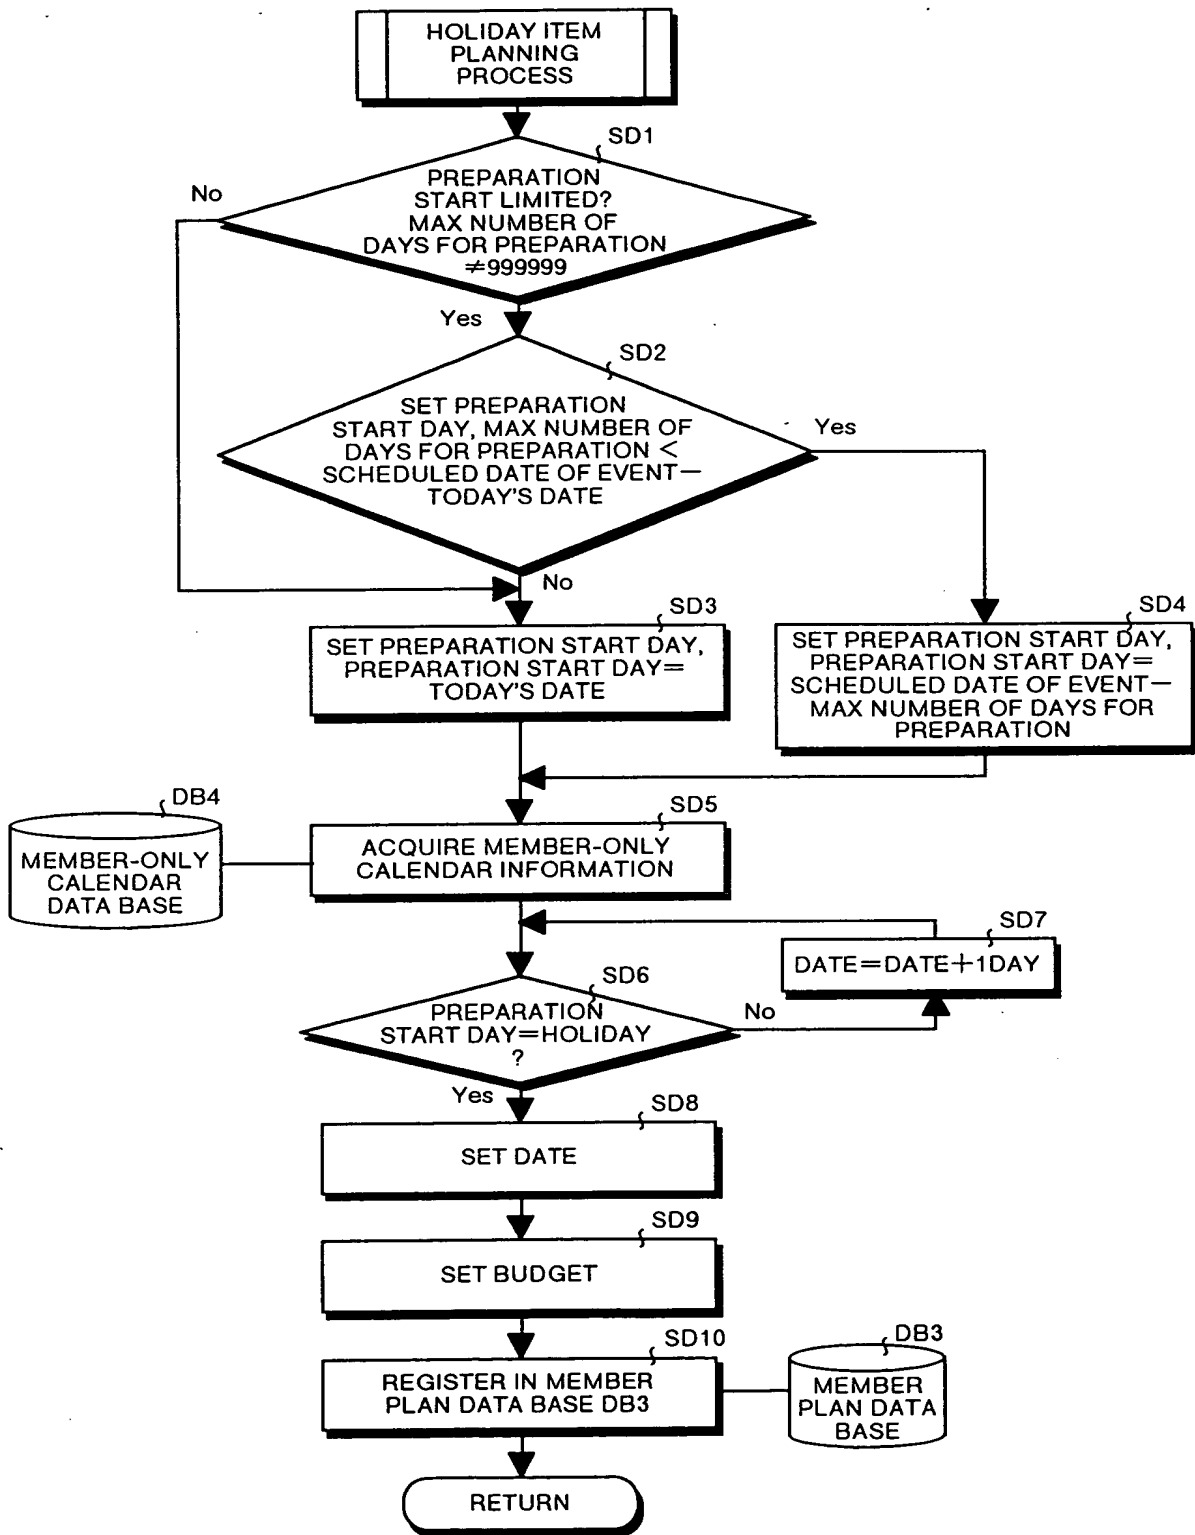 HOLIDAY ITEM
PLANNING
PROCESS
SD1
No
PREPARATION
START LIMITED?
MAX NUMBER OF
DAYS FOR PREPARATION
≠999999
Yes
SD2
SET PREPARATION
START DAY, MAX NUMBER OF
DAYS FOR PREPARATION <
SCHEDULED DATE OF EVENT—
TODAY'S DATE
Yes
No
SD3
SET PREPARATION START DAY,
PREPARATION START DAY=
TODAY'S DATE
SD4
SET PREPARATION START DAY,
PREPARATION START DAY=
SCHEDULED DATE OF EVENT—
MAX NUMBER OF DAYS FOR
PREPARATION
DB4
MEMBER-ONLY
CALENDAR
DATA BASE
SD5
ACQUIRE MEMBER-ONLY
CALENDAR INFORMATION
SD7
DATE=DATE+1DAY
SD6
PREPARATION
START DAY=HOLIDAY
?
No
Yes
SD8
SET DATE
SD9
SET BUDGET
SD10
REGISTER IN MEMBER
PLAN DATA BASE DB3
DB3
MEMBER
PLAN DATA
BASE
RETURN